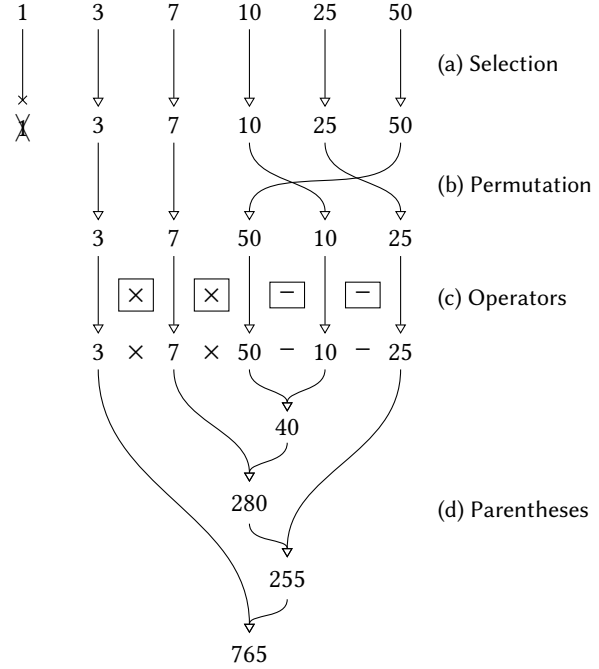 1 3 7 10 25 50
(a) Selection
×
1 3 7 10 25 50
(b) Permutation
3 7 50 10 25
× × − −
(c) Operators
3 × 7 × 50 − 10 − 25
40
280
(d) Parentheses
255
765